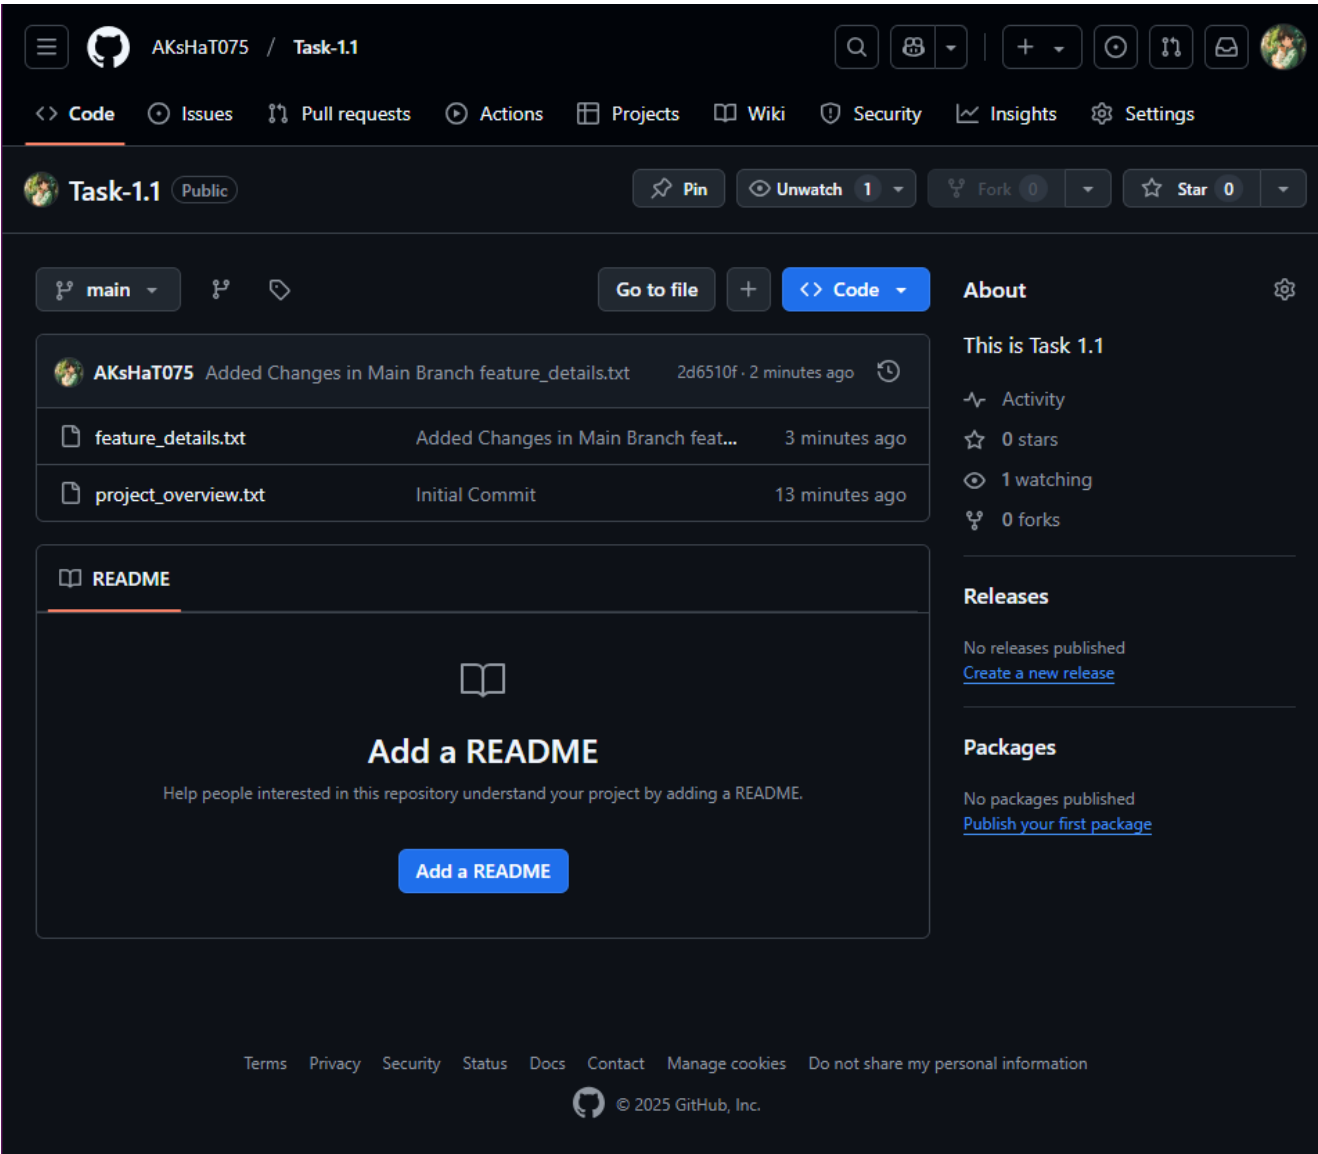 AKsHaT075 / Task-1.1
Code Issues Pull requests Actions Projects Wiki Security Insights Settings
Task-1.1 Public Pin Unwatch 1 Fork 0 Star 0
main Go to file Code
AKsHaT075 Added Changes in Main Branch feature_details.txt 2d6510f · 2 minutes ago
feature_details.txt Added Changes in Main Branch feat... 3 minutes ago
project_overview.txt Initial Commit 13 minutes ago
README
Add a README
Help people interested in this repository understand your project by adding a README.
Add a README
About
This is Task 1.1
Activity
0 stars
1 watching
0 forks
Releases
No releases published
Create a new release
Packages
No packages published
Publish your first package
Terms Privacy Security Status Docs Contact Manage cookies Do not share my personal information
© 2025 GitHub, Inc.